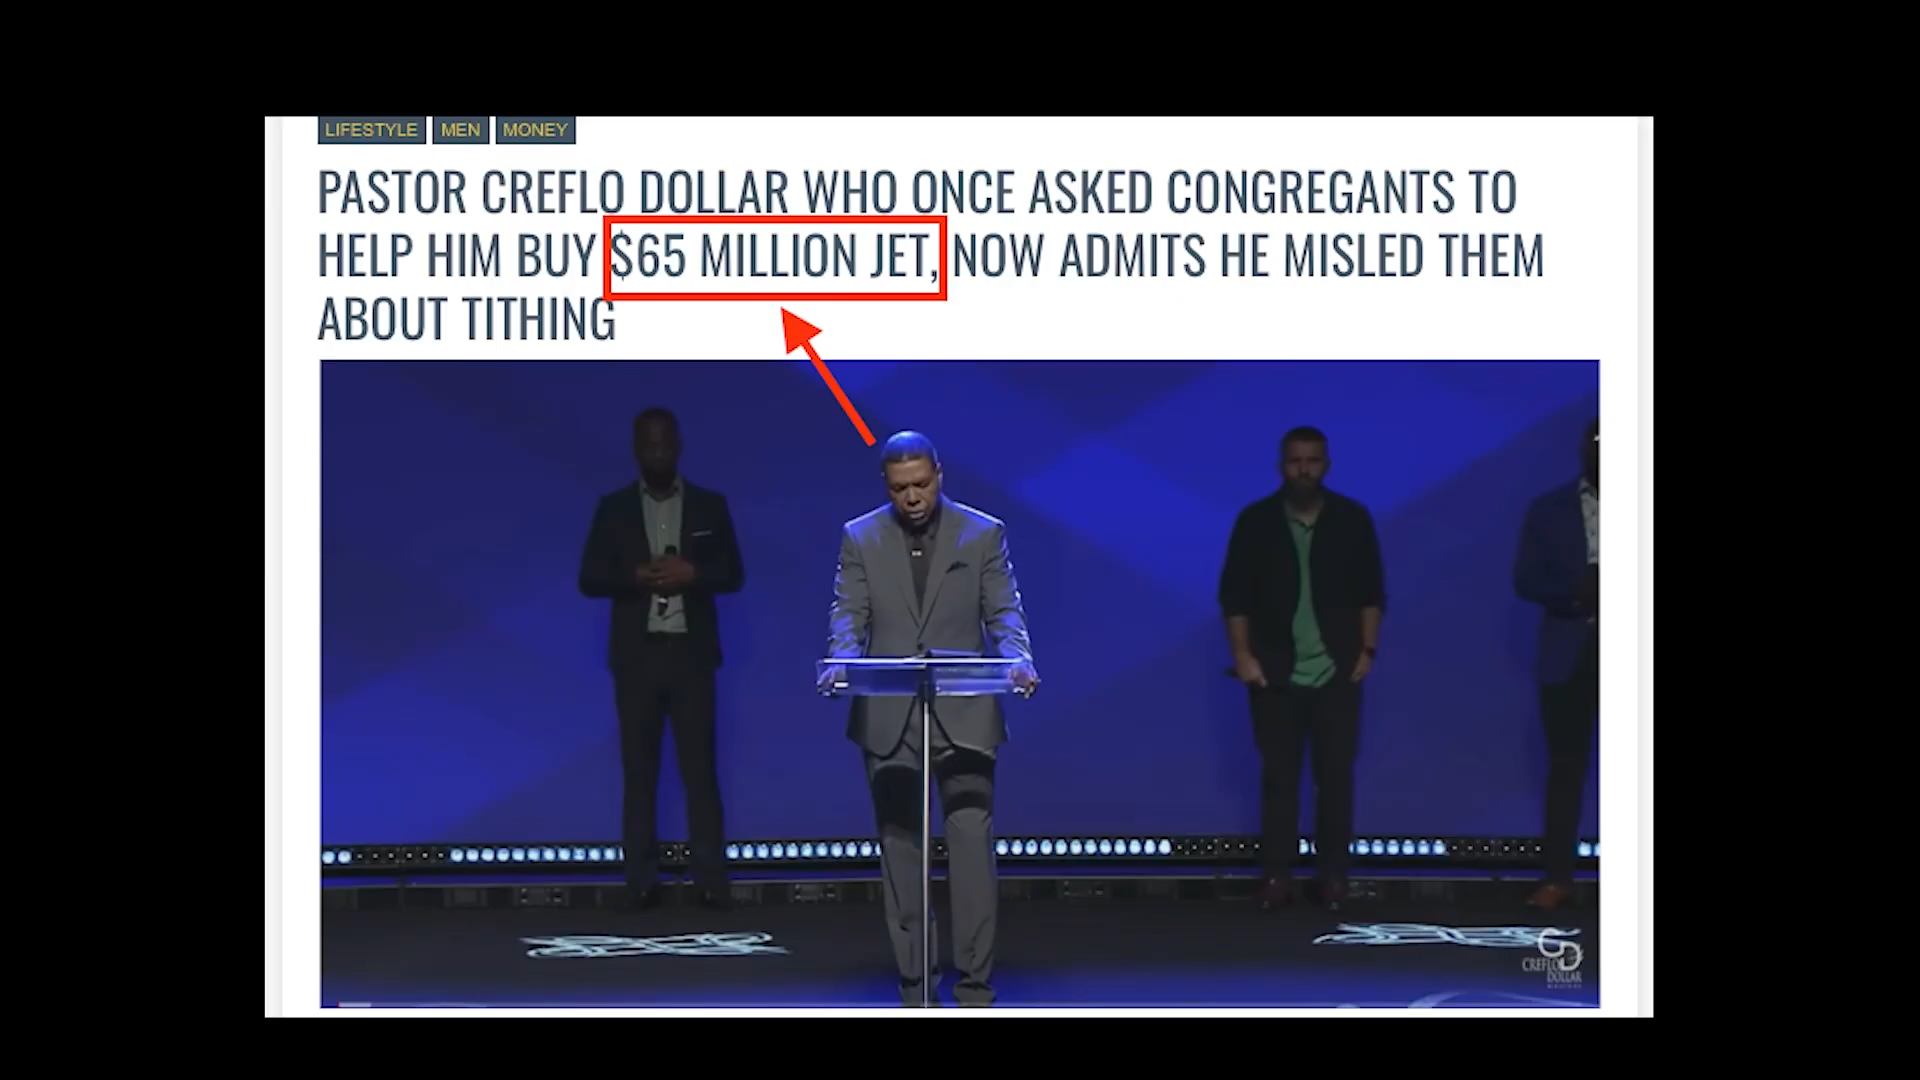 LIFESTYLE MEN MONEY
PASTOR CREFLO DOLLAR WHO ONCE ASKED CONGREGANTS TO
HELP HIM BUY $65 MILLION JET, NOW ADMITS HE MISLED THEM
ABOUT TITHING
CD
CREFLO
DOLLAR